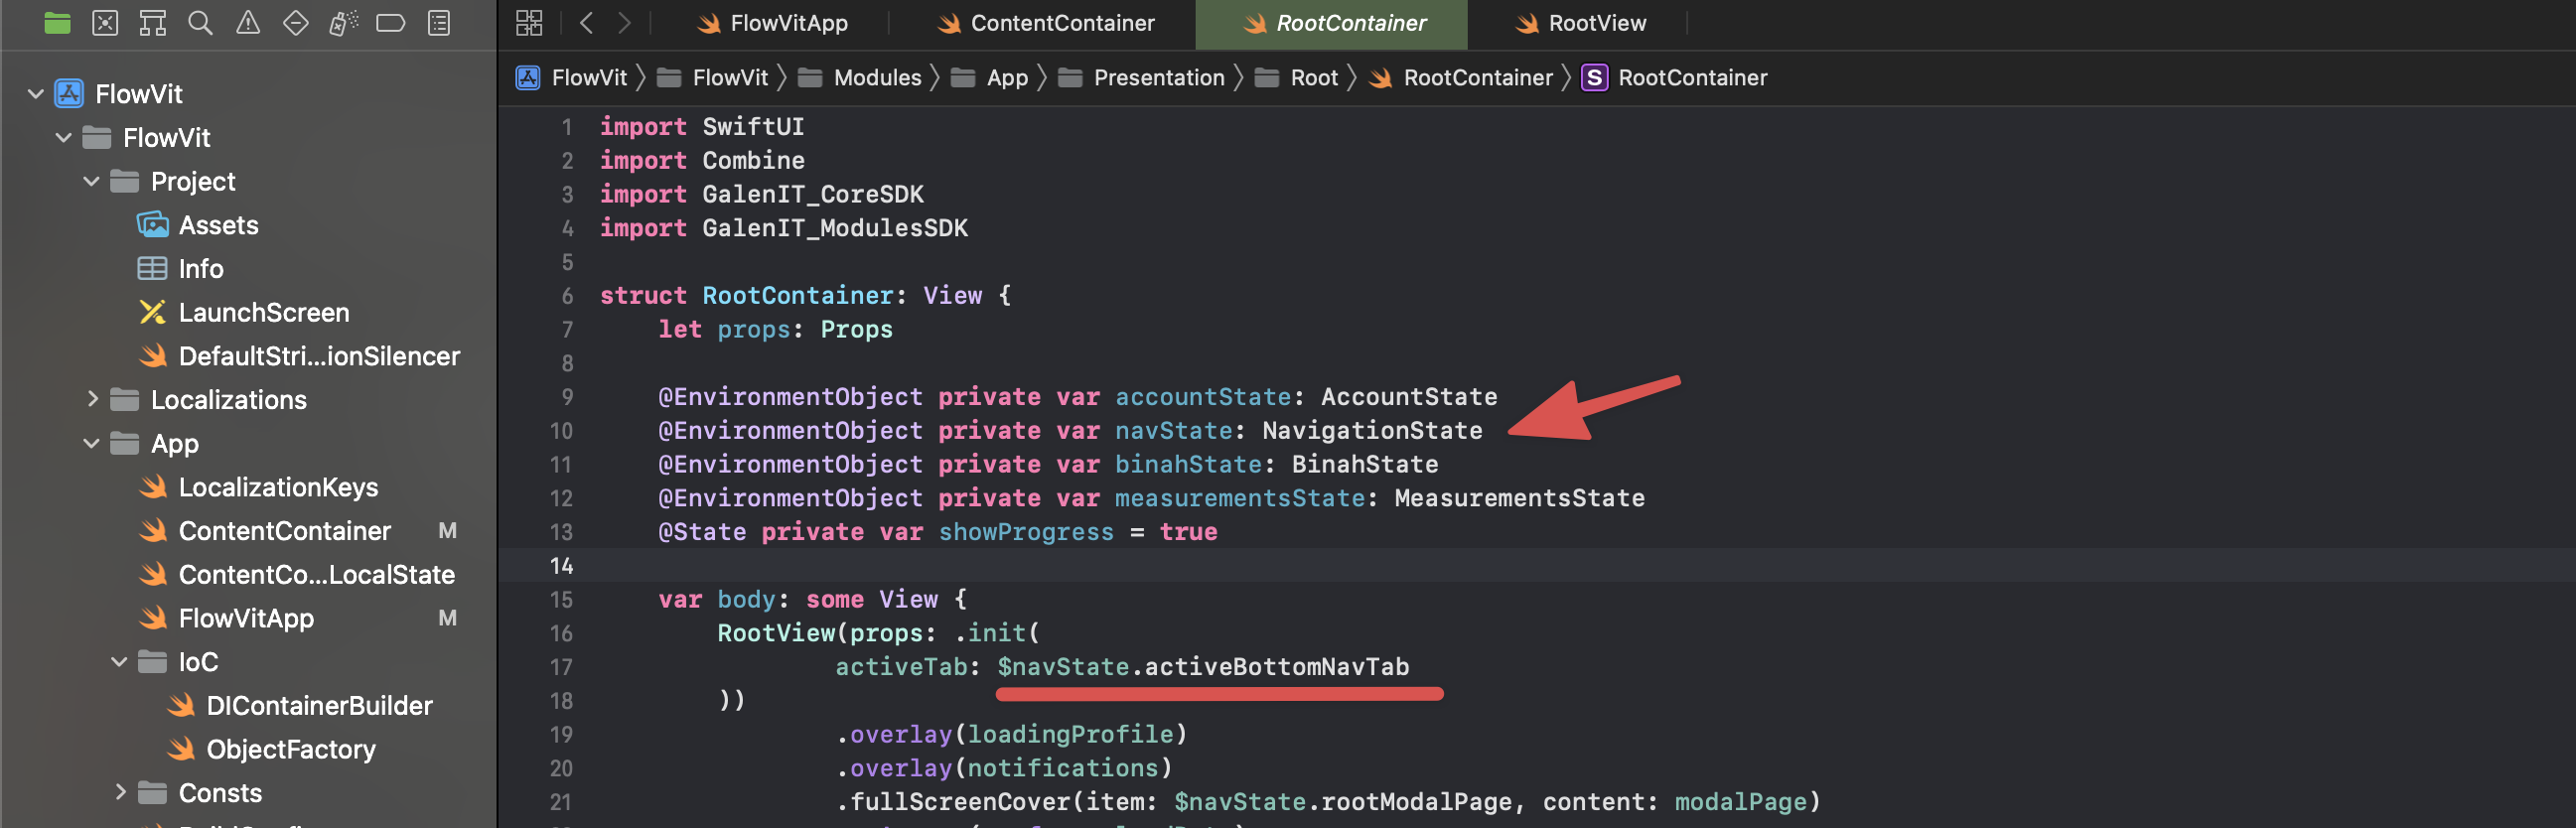 FlowVitApp
ContentContainer
RootContainer
RootView
FlowVit
FlowVit
Modules
App
Presentation
Root
RootContainer
S
RootContainer
FlowVit
FlowVit
Project
Assets
Info
LaunchScreen
DefaultStri...ionSilencer
Localizations
App
LocalizationKeys
ContentContainer M
ContentCo...LocalState
FlowVitApp M
IoC
DIContainerBuilder
ObjectFactory
Consts
1 import SwiftUI
2 import Combine
3 import GalenIT_CoreSDK
4 import GalenIT_ModulesSDK
5
6 struct RootContainer: View {
7 let props: Props
8
9 @EnvironmentObject private var accountState: AccountState
10 @EnvironmentObject private var navState: NavigationState
11 @EnvironmentObject private var binahState: BinahState
12 @EnvironmentObject private var measurementsState: MeasurementsState
13 @State private var showProgress = true
14
15 var body: some View {
16 RootView(props: .init(
17 activeTab: $navState.activeBottomNavTab
18 ))
19 .overlay(loadingProfile)
20 .overlay(notifications)
21 .fullScreenCover(item: $navState.rootModalPage, content: modalPage)